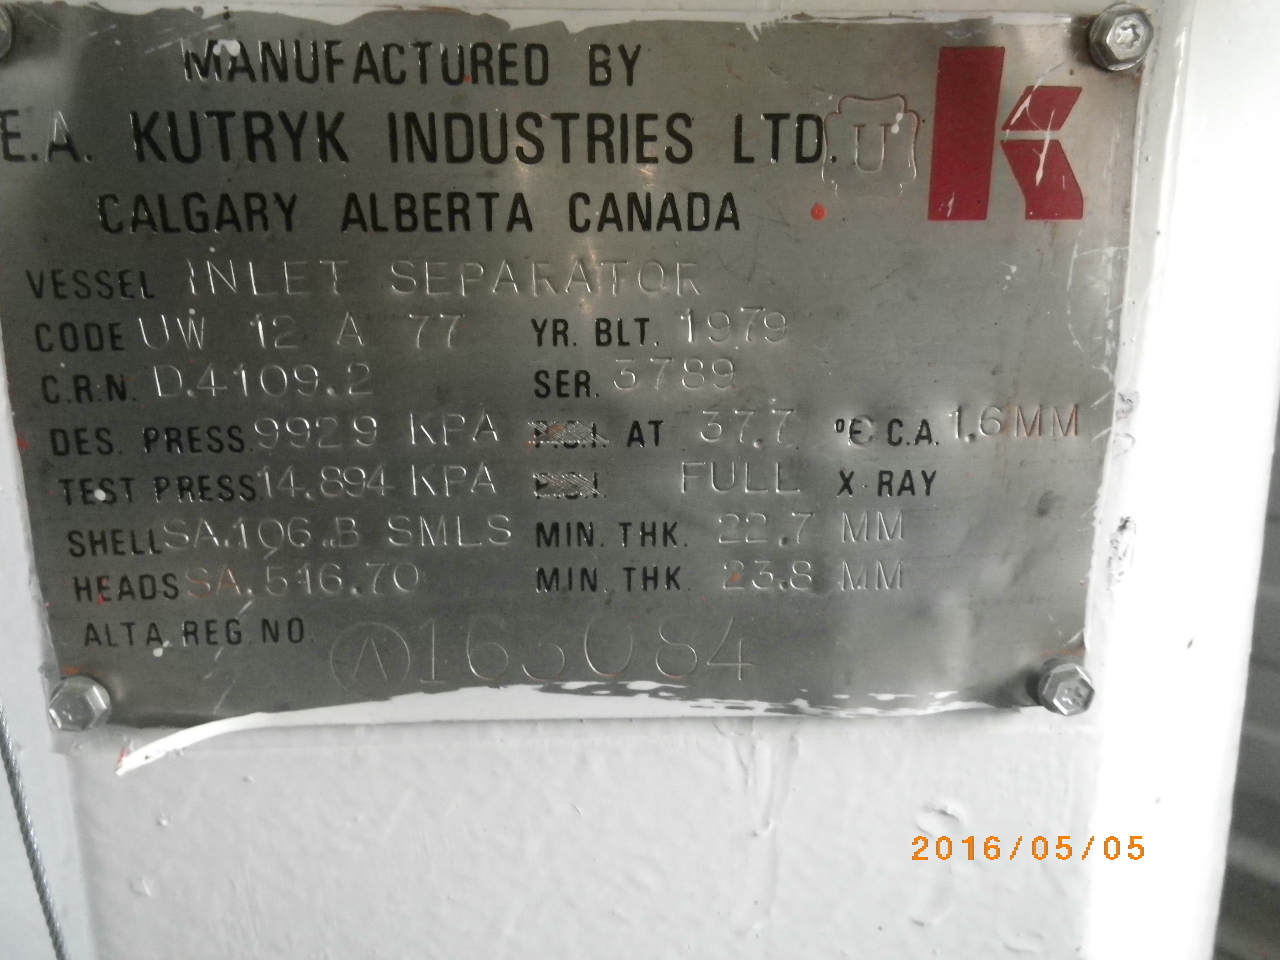 MANUFACTURED BY
E.A. KUTRYK INDUSTRIES LTD. U K
CALGARY ALBERTA CANADA
VESSEL INLET SEPARATOR
CODE UW 12 A 77 YR. BLT. 1979
C.R.N. D.4109.2 SER. 3789
DES. PRESS. 9929 KPA P.S.I. AT 37.7 °C C.A. 1.6 MM
TEST PRESS. 14.894 KPA P.S.I. FULL X-RAY
SHELL SA.106.B SMLS MIN. THK. 22.7 MM
HEADS SA.516.70 MIN. THK. 23.8 MM
ALTA. REG NO. A 163084
2016/05/05